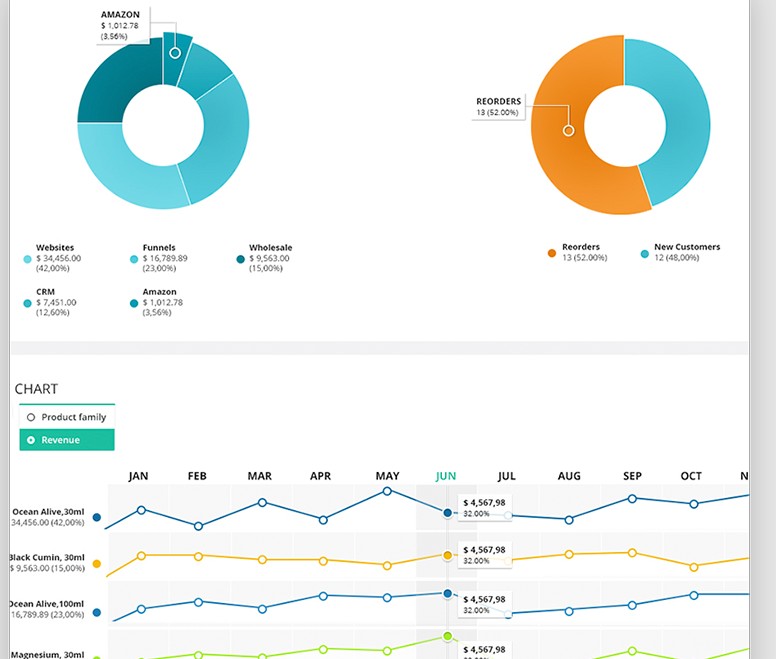 AMAZON
$ 1,012.78
(3,56%)
REORDERS
13 (52.00%)
Websites
$ 34,456.00
(42,00%)
Funnels
$ 16,789.89
(23,00%)
Wholesale
$ 9,563.00
(15,00%)
CRM
$ 7,451.00
(12,60%)
Amazon
$ 1,012.78
(3,56%)
Reorders
13 (52.00%)
New Customers
12 (48,00%)
CHART
Product family
Revenue
JAN FEB MAR APR MAY JUN JUL AUG SEP OCT N
Ocean Alive,30ml
34,456.00 (42,00%)
$ 4,567,98
32.00%
Black Cumin, 30ml
$ 9,563.00 (15,00%)
$ 4,567,98
32.00%
Ocean Alive,100ml
16,789.89 (23,00%)
$ 4,567,98
32.00%
Magnesium, 30ml
$ 4,567,98